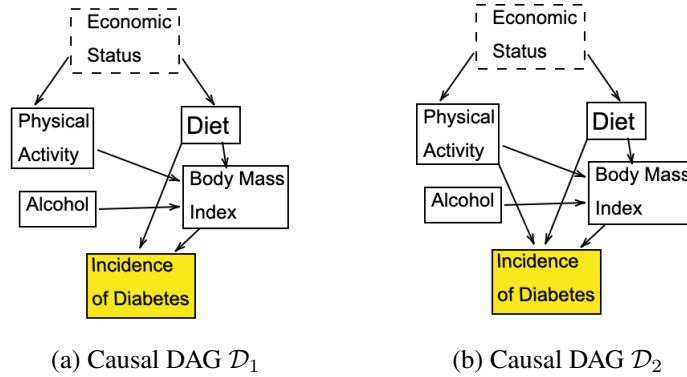 Economic
Status
Physical
Activity
Diet
Alcohol
Body Mass
Index
Incidence
of Diabetes
(a) Causal DAG D₁
Economic
Status
Physical
Activity
Diet
Alcohol
Body Mass
Index
Incidence
of Diabetes
(b) Causal DAG D₂